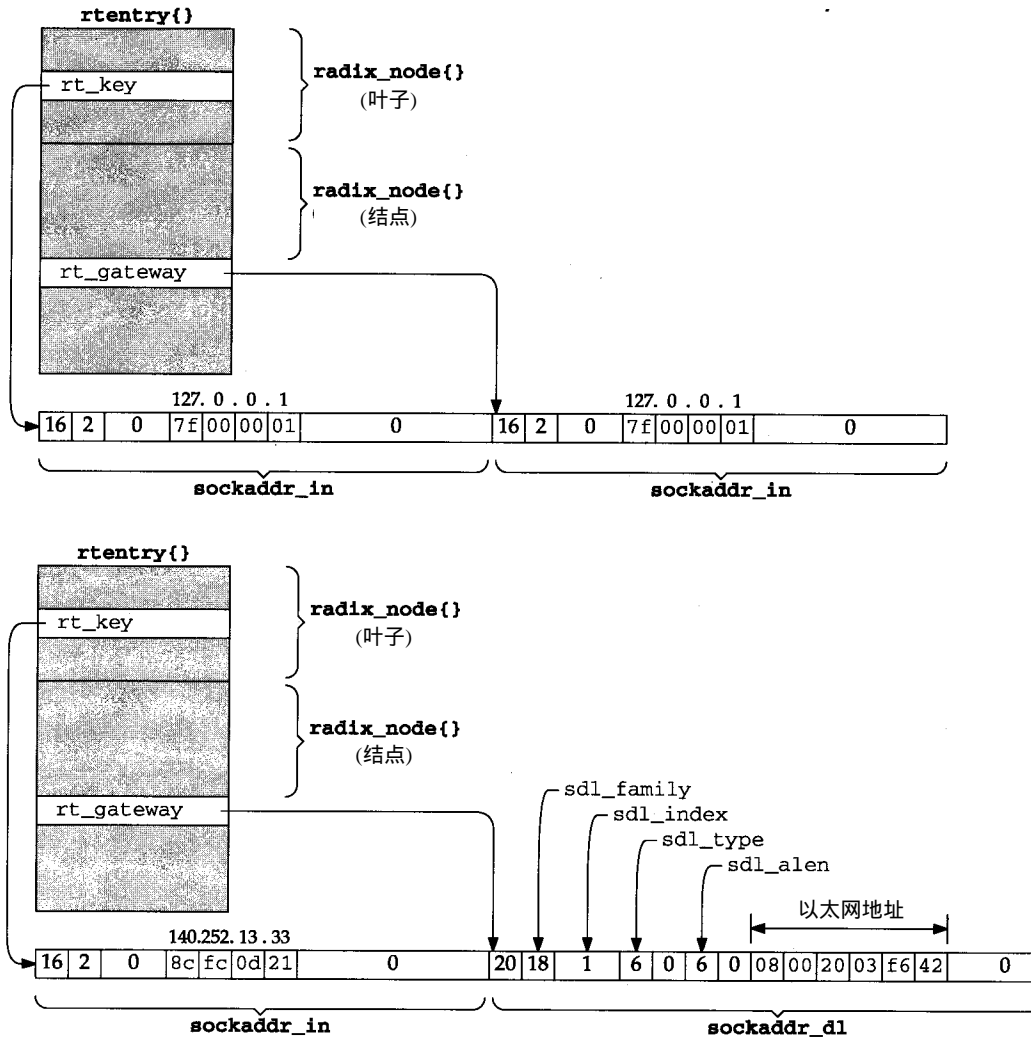 rtentry{}
rt_key
radix_node{}
(叶子)
radix_node{}
(结点)
rt_gateway
127. 0 . 0 . 1
127. 0 . 0 . 1
16 2 0 7f 00 00 01 0 16 2 0 7f 00 00 01 0
sockaddr_in
sockaddr_in
rtentry{}
rt_key
radix_node{}
(叶子)
radix_node{}
(结点)
rt_gateway
sdl_family
sdl_index
sdl_type
sdl_alen
以太网地址
140.252.13.33
16 2 0 8c fc 0d 21 0 20 18 1 6 0 6 0 08 00 20 03 f6 42 0
sockaddr_in
sockaddr_dl